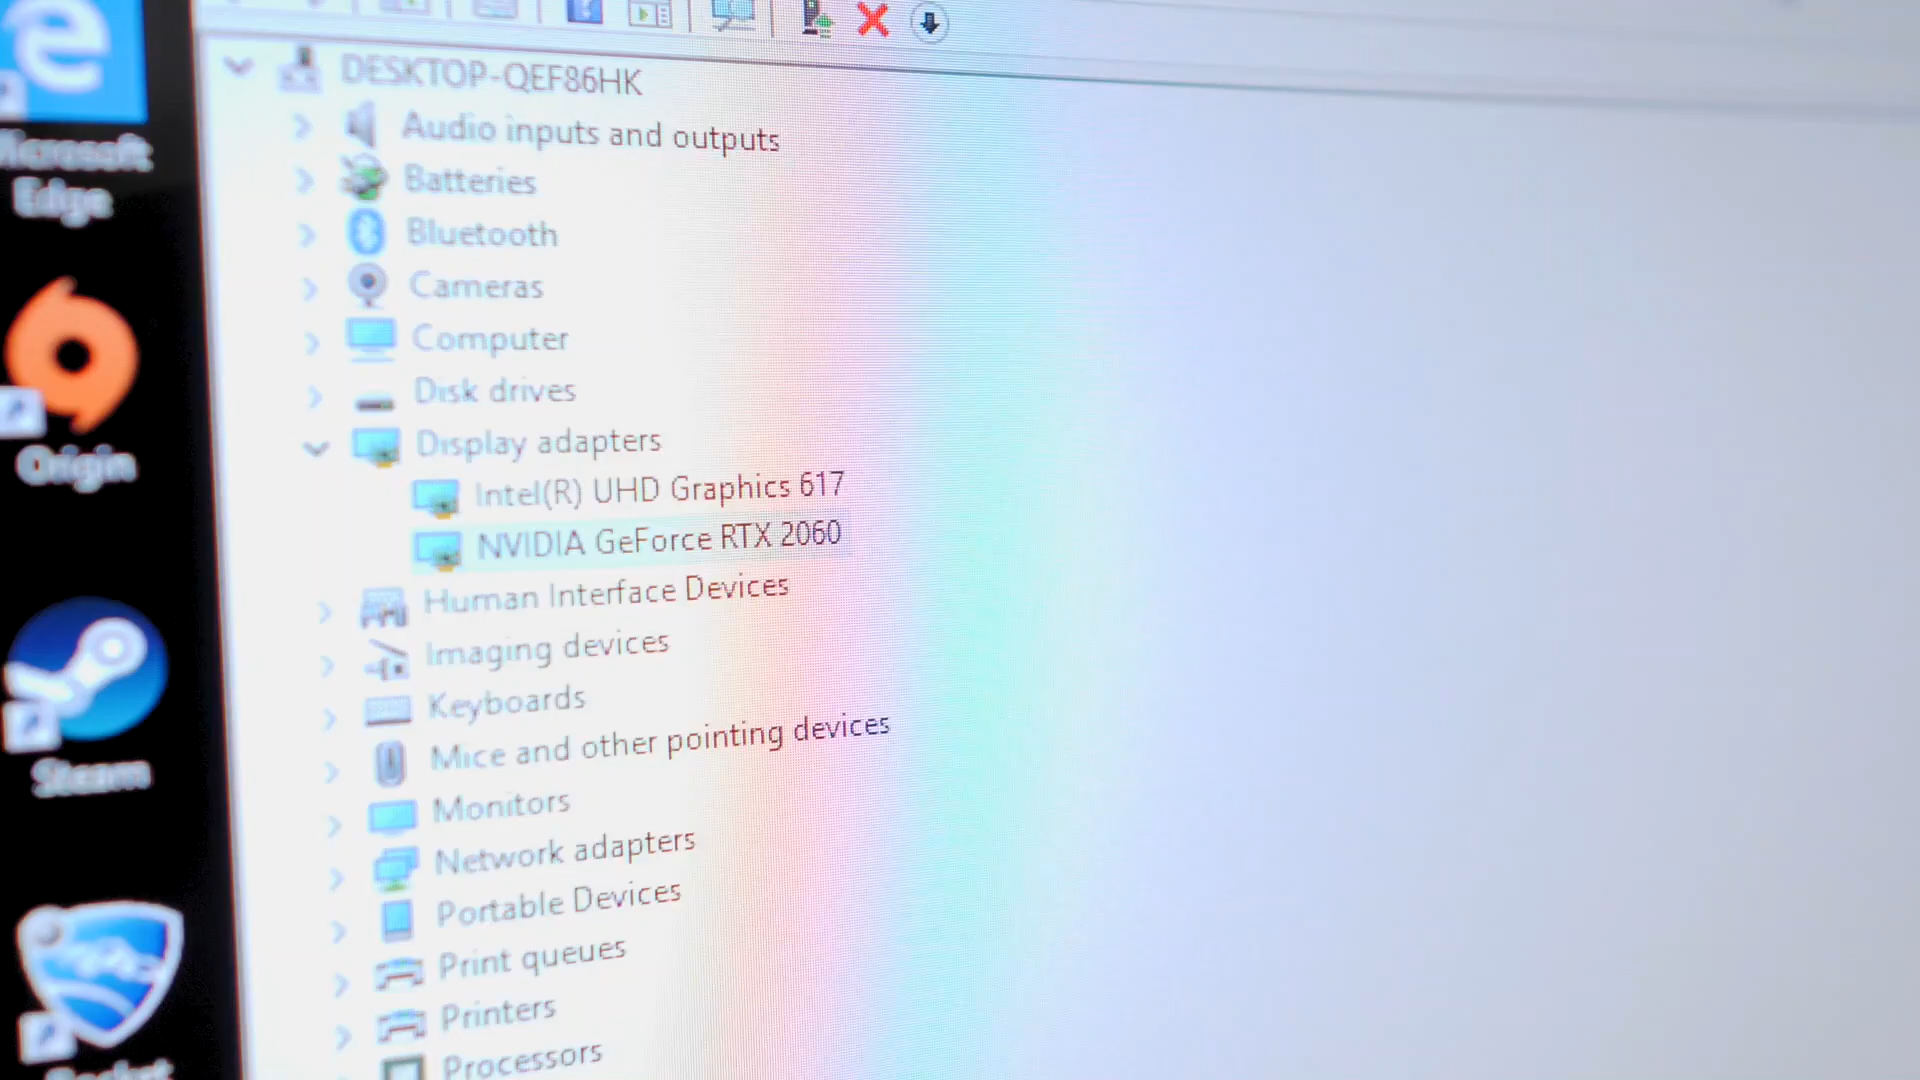 DESKTOP-QEF86HK
Audio inputs and outputs
Batteries
Bluetooth
Cameras
Computer
Disk drives
Display adapters
Intel(R) UHD Graphics 617
NVIDIA GeForce RTX 2060
Human Interface Devices
Imaging devices
Keyboards
Mice and other pointing devices
Monitors
Network adapters
Portable Devices
Print queues
Printers
Processors
Microsoft
Edge
Origin
Steam
Rocket